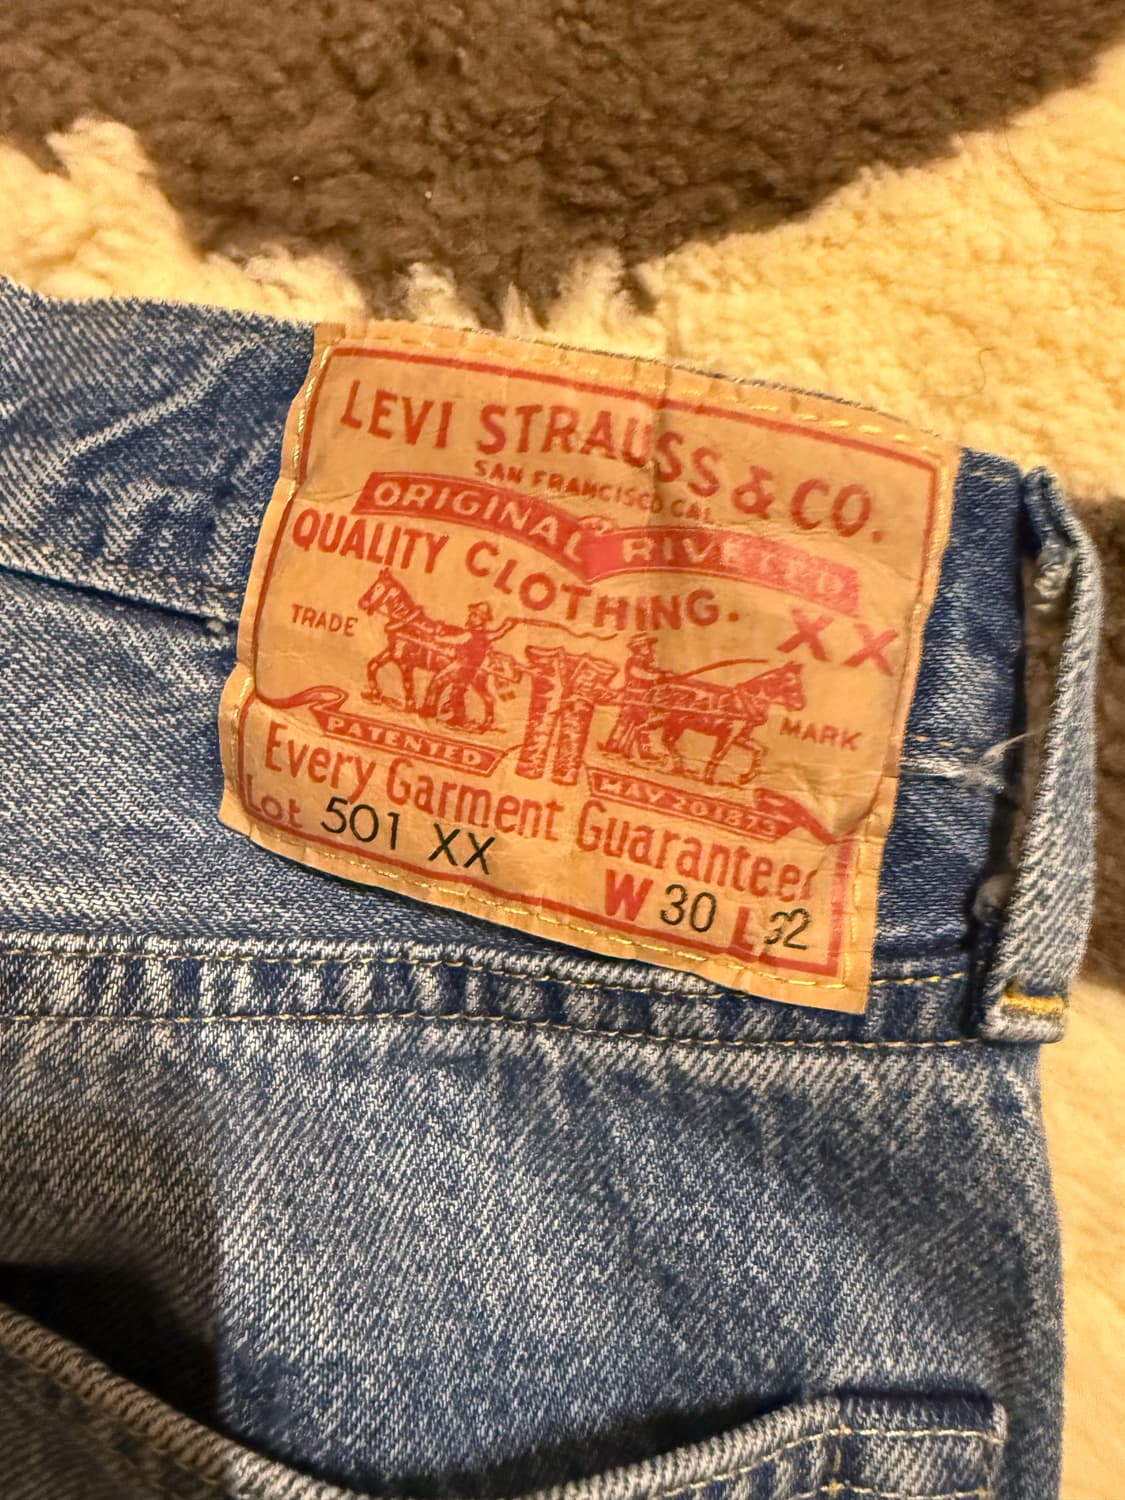 LEVI STRAUSS & CO.
SAN FRANCISCO CAL.
ORIGINAL RIVETED
QUALITY CLOTHING.
XX
TRADE MARK
PATENTED MAY 20 1873
Every Garment Guaranteed
Lot 501 XX
W 30 L 32